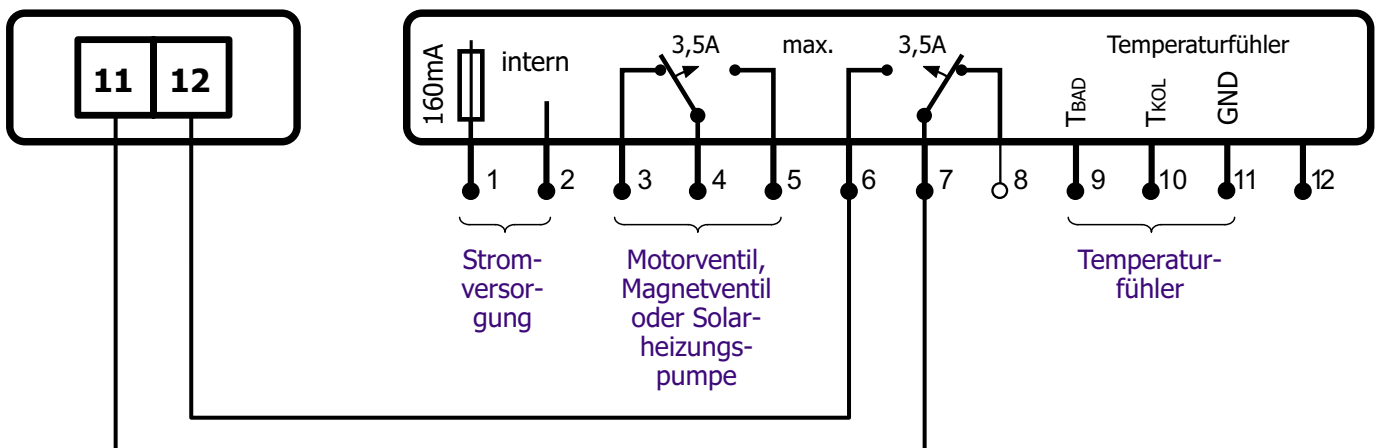 11 12
160mA
intern
3,5A max. 3,5A
Temperaturfühler
TBAD
TKOL
GND
1 2 3 4 5 6 7 8 9 10 11 12
Strom-
versor-
gung
Motorventil,
Magnetventil
oder Solar-
heizungs-
pumpe
Temperatur-
fühler